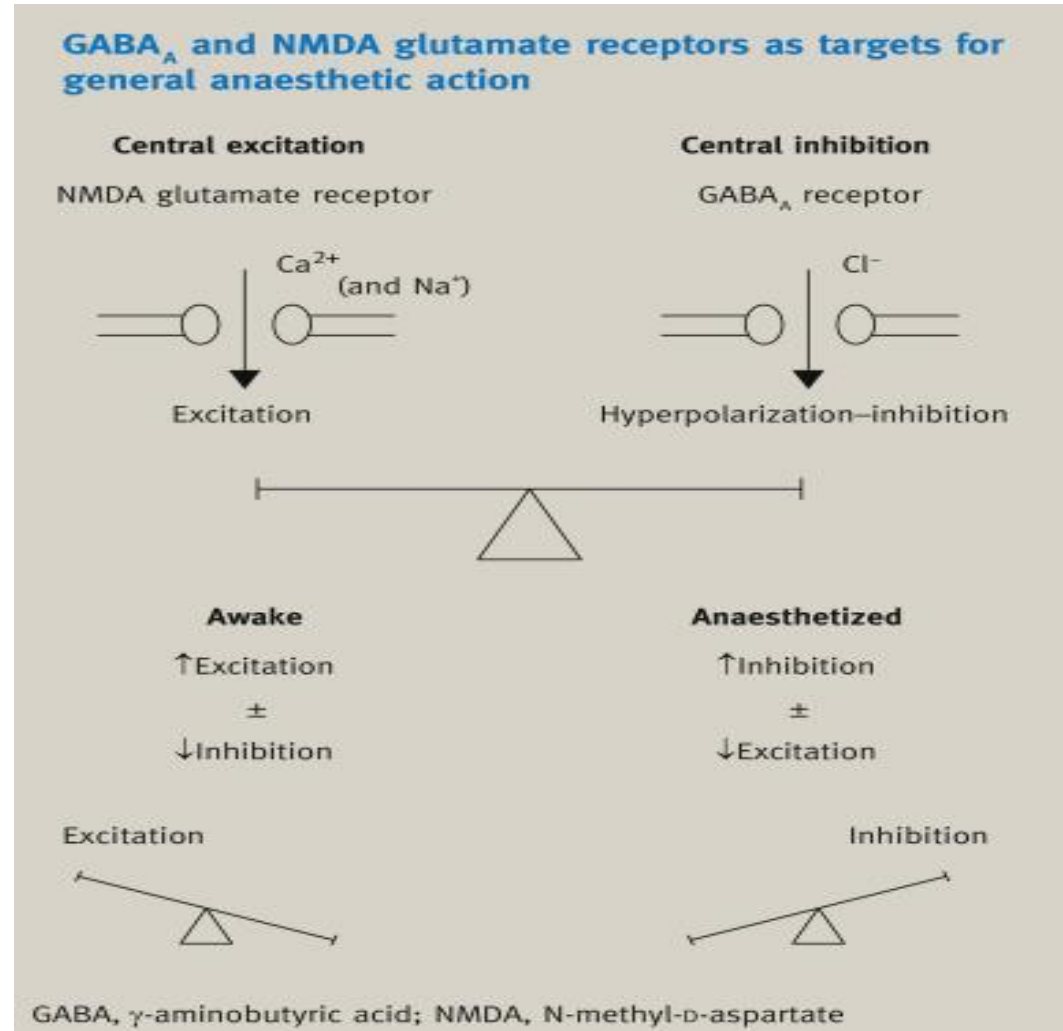 GABA_A and NMDA glutamate receptors as targets for
general anaesthetic action
Central excitation
NMDA glutamate receptor
Ca²⁺
(and Na⁺)
Excitation
Central inhibition
GABA_A receptor
Cl⁻
Hyperpolarization–inhibition
Awake
↑Excitation
±
↓Inhibition
Excitation
Anaesthetized
↑Inhibition
±
↓Excitation
Inhibition
GABA, γ-aminobutyric acid; NMDA, N-methyl-D-aspartate